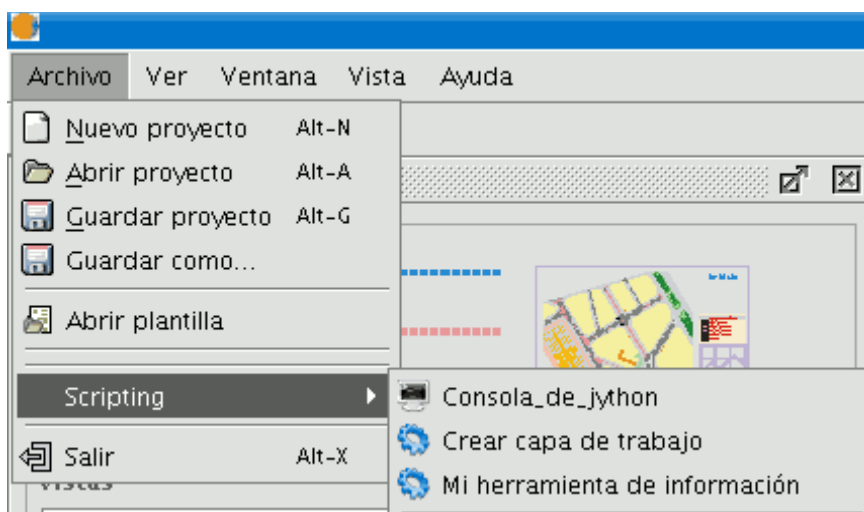 Archivo Ver Ventana Vista Ayuda
Nuevo proyecto Alt-N
Abrir proyecto Alt-A
Guardar proyecto Alt-G
Guardar como...
Abrir plantilla
Scripting
Consola_de_jython
Crear capa de trabajo
Salir Alt-X
Mi herramienta de información